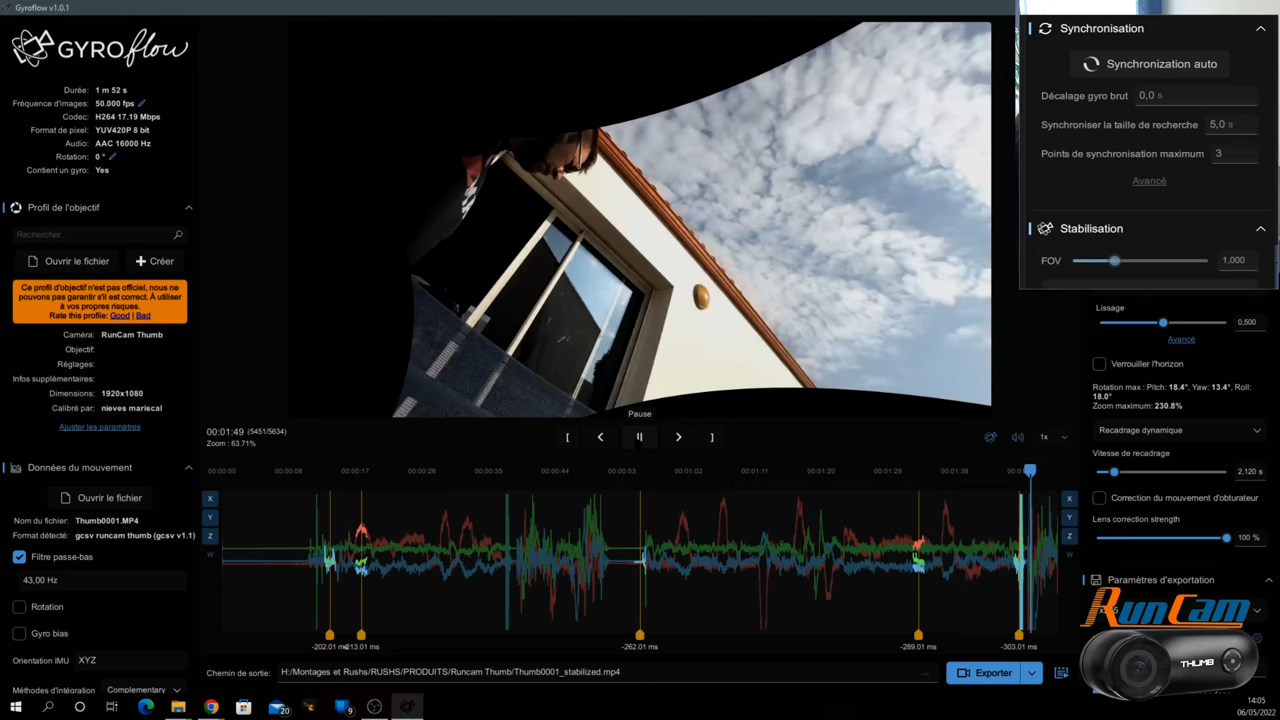 Gyroflow v1.0.1
GYROflow
Durée: 1 m 52 s
Fréquence d'images: 50.000 fps
Codec: H264 17.19 Mbps
Format de pixel: YUV420P 8 bit
Audio: AAC 16000 Hz
Rotation: 0 °
Contient un gyro: Yes
Profil de l'objectif
Rechercher...
Ouvrir le fichier
Créer
Ce profil d'objectif n'est pas officiel, nous ne
pouvons pas garantir s'il est correct. À utiliser
à vos propres risques.
Rate this profile: Good | Bad
Caméra: RunCam Thumb
Objectif:
Réglages:
Infos supplémentaires:
Dimensions: 1920x1080
Calibré par: nieves mariscal
Ajuster les paramètres
Données du mouvement
Ouvrir le fichier
Nom du fichier: Thumb0001.MP4
Format détecté: gcsv runcam thumb (gcsv v1.1)
Filtre passe-bas
43,00 Hz
Rotation
Gyro bias
Orientation IMU XYZ
Méthodes d'intégration Complementary
Pause
00:01:49 (5451/5634)
Zoom : 63.71%
[
]
1x
00:00:00 00:00:08 00:00:17 00:00:26 00:00:35 00:00:44 00:00:53 00:01:02 00:01:11 00:01:20 00:01:29 00:01:38
X X
Y Y
Z Z
W W
-202.01 ms -213.01 ms -262.01 ms -289.01 ms -303.01 ms
Chemin de sortie: H:/Montages et Rushs/RUSHS/PRODUITS/Runcam Thumb/Thumb0001_stabilized.mp4 ...
Exporter
Synchronisation
Synchronization auto
Décalage gyro brut 0,0 s
Synchroniser la taille de recherche 5,0 s
Points de synchronisation maximum 3
Avancé
Stabilisation
FOV 1,000
Lissage 0,500
Avancé
Verrouiller l'horizon
Rotation max : Pitch: 18.4°, Yaw: 13.4°, Roll:
18.0°
Zoom maximum: 230.8%
Recadrage dynamique
Vitesse de recadrage
2,120 s
Correction du mouvement d'obturateur
Lens correction strength
100 %
Paramètres d'exportation
RunCam
THUMB
20
9
14:05
06/05/2022